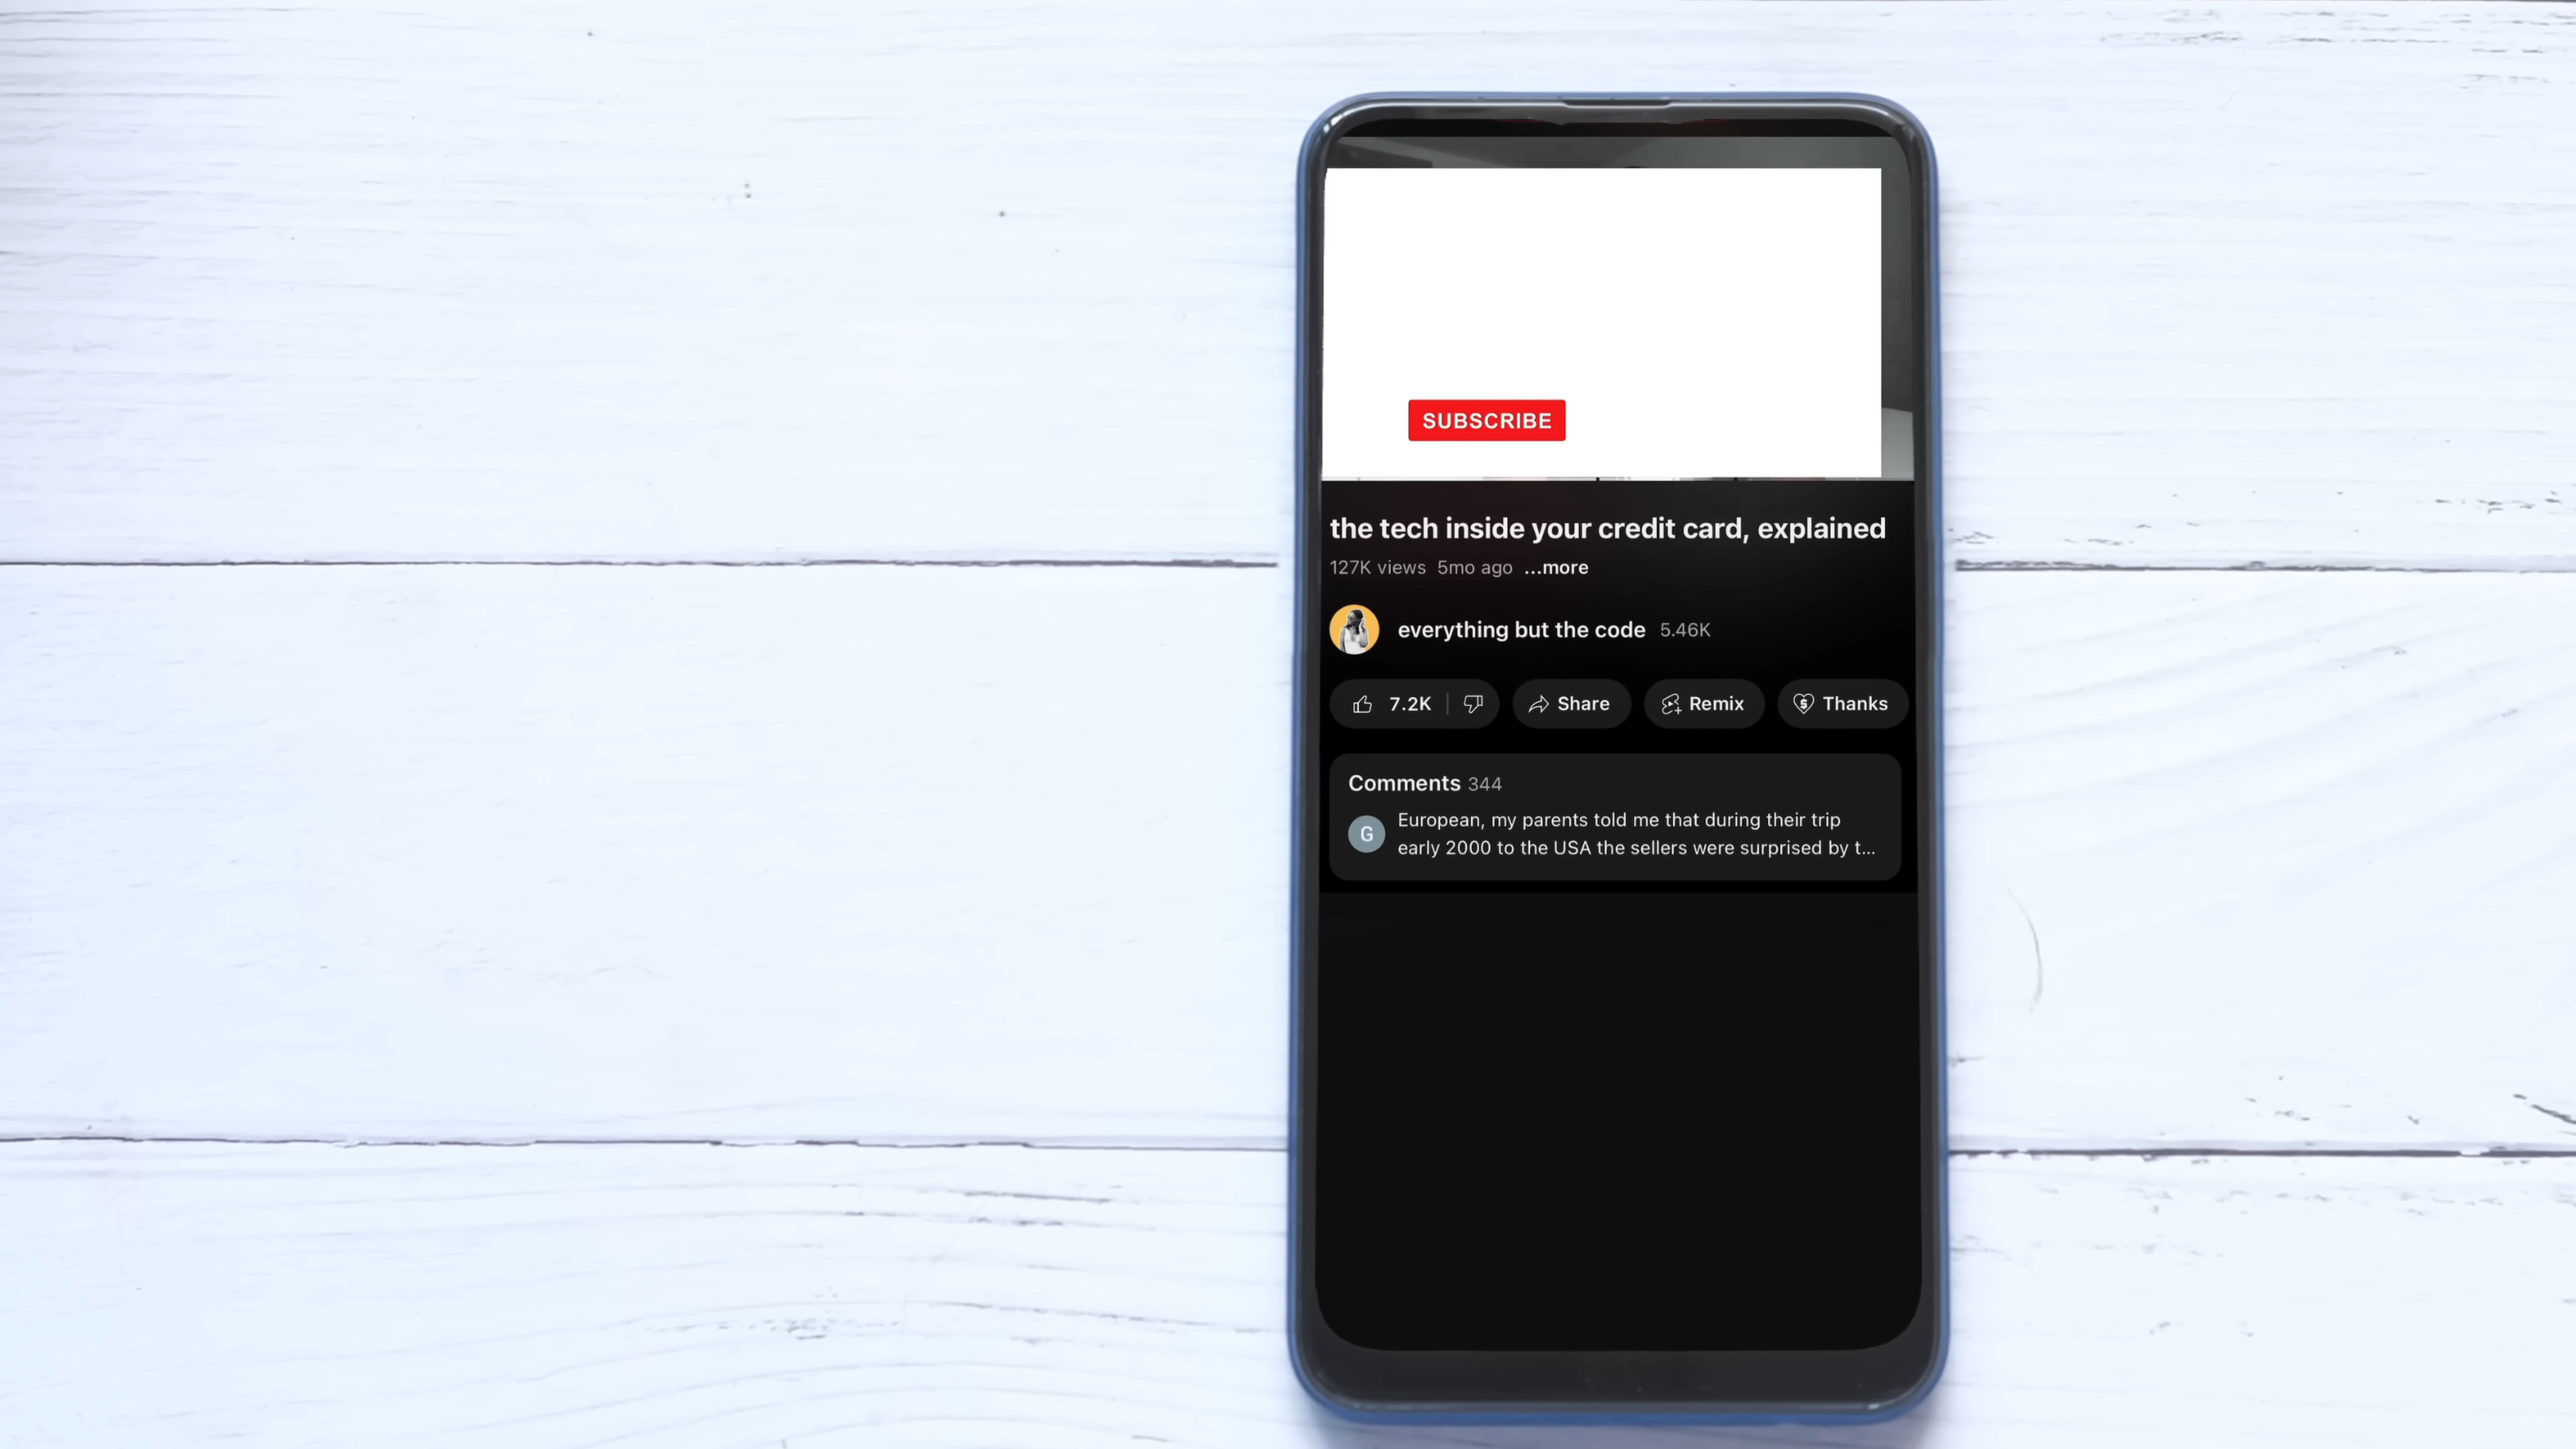 SUBSCRIBE
the tech inside your credit card, explained
127K views 5mo ago ...more
everything but the code 5.46K
7.2K Share Remix Thanks
Comments 344
G
European, my parents told me that during their trip
early 2000 to the USA the sellers were surprised by t...